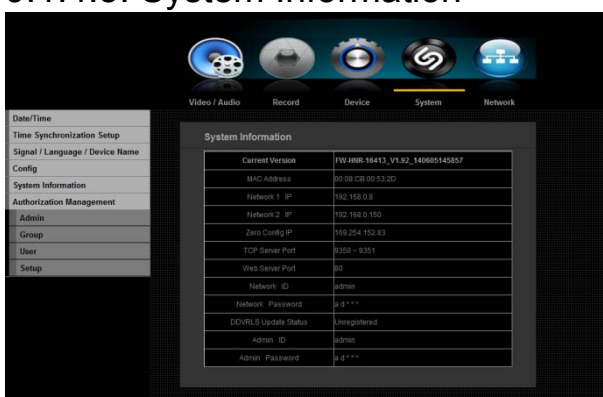 Video / Audio
Record
Device
System
Network
Date/Time
Time Synchronization Setup
Signal / Language / Device Name
Config
System Information
Authorization Management
Admin
Group
User
Setup
System Information
Current Version FW-HNR-16413_V1.92_140605145857
MAC Address 00:08:CB:00:53:2D
Network 1 IP 192.168.0.8
Network 2 IP 192.168.0.150
Zero Config IP 169.254.152.83
TCP Server Port 9350 ~ 9351
Web Server Port 80
Network ID admin
Network Password a d * * *
DDVRLS Update Status Unregistered
Admin ID admin
Admin Password a d * * *